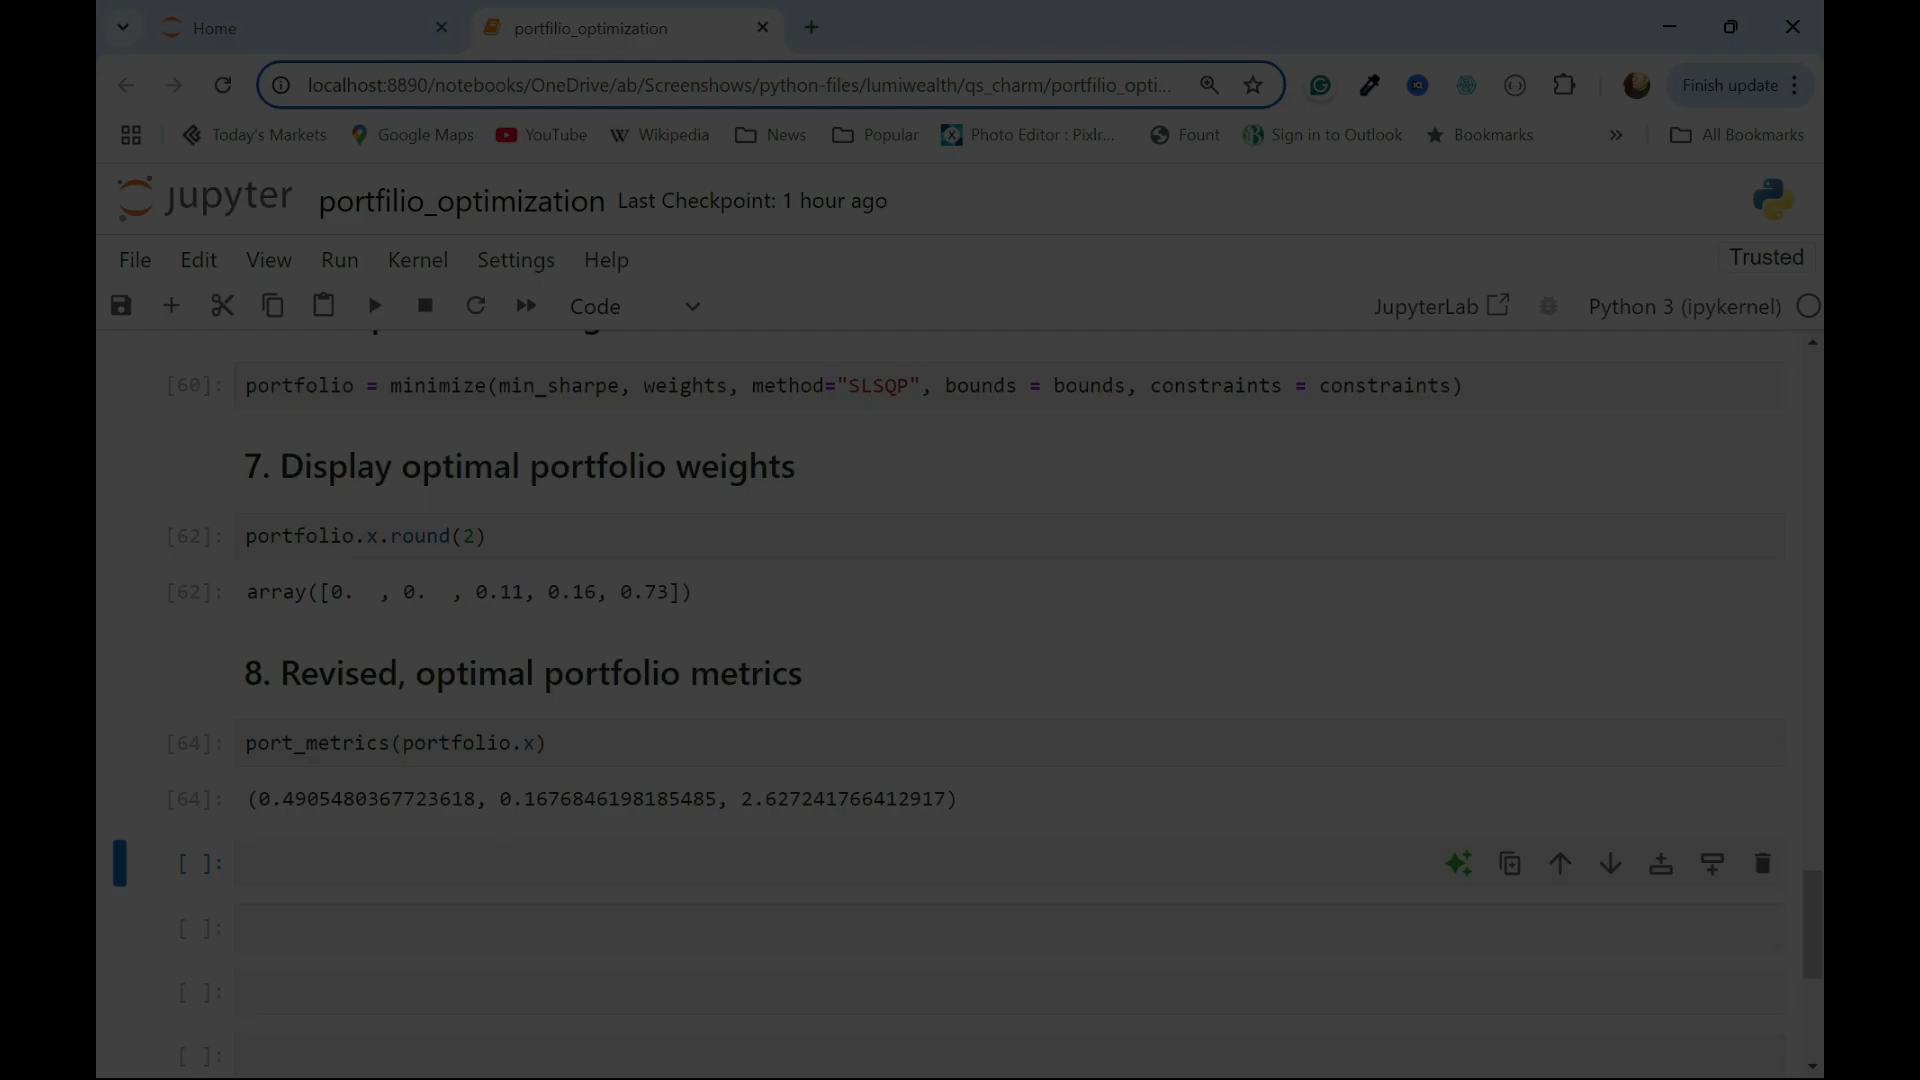 Home
portfilio_optimization
localhost:8890/notebooks/OneDrive/ab/Screenshows/python-files/lumiwealth/qs_charm/portfilio_opti...
Finish update
Today's Markets
Google Maps
YouTube
Wikipedia
News
Popular
Photo Editor : Pixlr...
Fount
Sign in to Outlook
Bookmarks
All Bookmarks
jupyter portfilio_optimization Last Checkpoint: 1 hour ago
File Edit View Run Kernel Settings Help
Trusted
Code
JupyterLab
Python 3 (ipykernel)
[60]: portfolio = minimize(min_sharpe, weights, method="SLSQP", bounds = bounds, constraints = constraints)
7. Display optimal portfolio weights
[62]: portfolio.x.round(2)
[62]: array([0.  , 0.  , 0.11, 0.16, 0.73])
8. Revised, optimal portfolio metrics
[64]: port_metrics(portfolio.x)
[64]: (0.4905480367723618, 0.1676846198185485, 2.627241766412917)
[ ]:
[ ]:
[ ]:
[ ]: